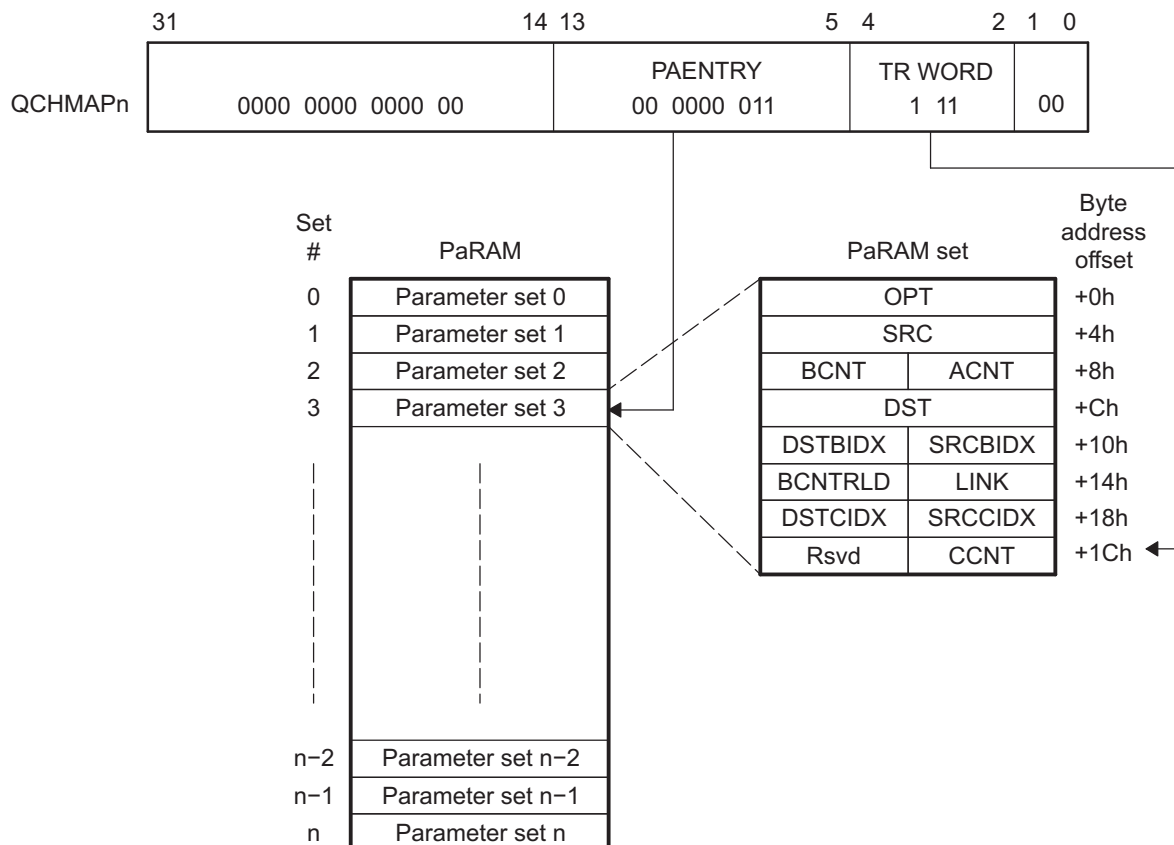 31 14 13 5 4 2 1 0
PAENTRY TR WORD
QCHMAPn 0000 0000 0000 00 00 0000 011 1 11 00
Set
#
PaRAM
PaRAM set
Byte
address
offset
0 Parameter set 0 OPT +0h
1 Parameter set 1 SRC +4h
2 Parameter set 2 BCNT ACNT +8h
3 Parameter set 3 DST +Ch
DSTBIDX SRCBIDX +10h
BCNTRLD LINK +14h
DSTCIDX SRCCIDX +18h
Rsvd CCNT +1Ch
n−2 Parameter set n−2
n−1 Parameter set n−1
n Parameter set n